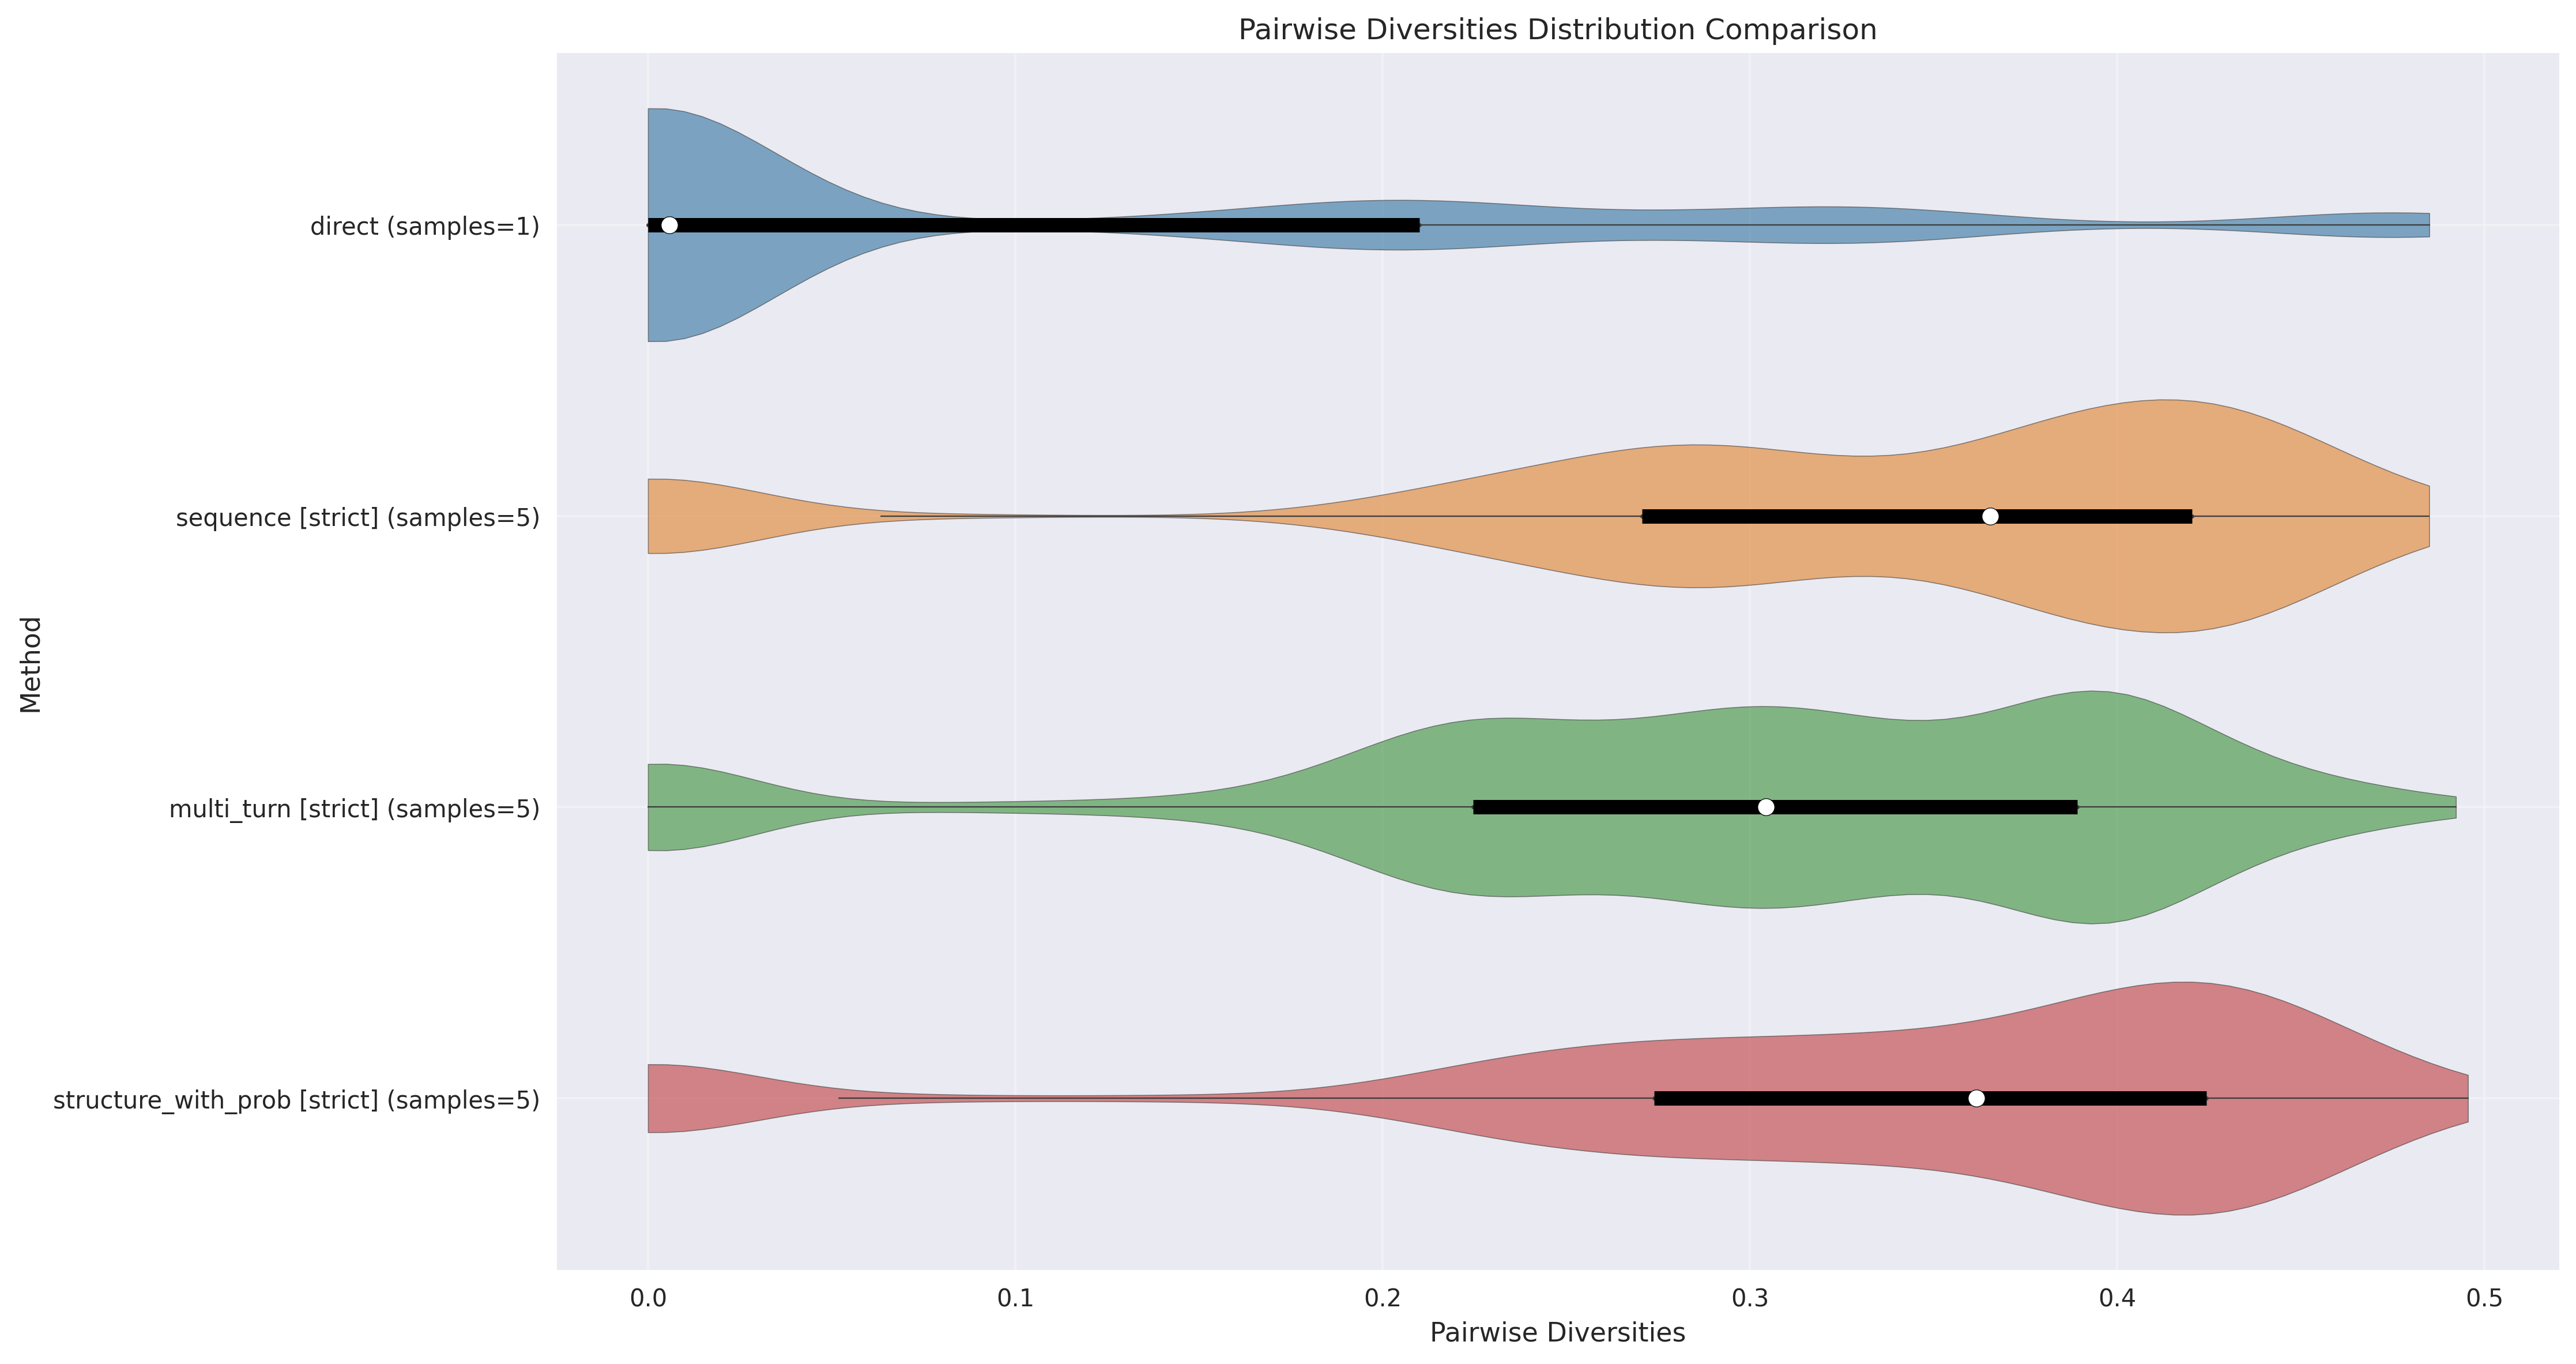 Pairwise Diversities Distribution Comparison
direct (samples=1)
sequence [strict] (samples=5)
Method
multi_turn [strict] (samples=5)
structure_with_prob [strict] (samples=5)
0.0 0.1 0.2 0.3 0.4 0.5
Pairwise Diversities